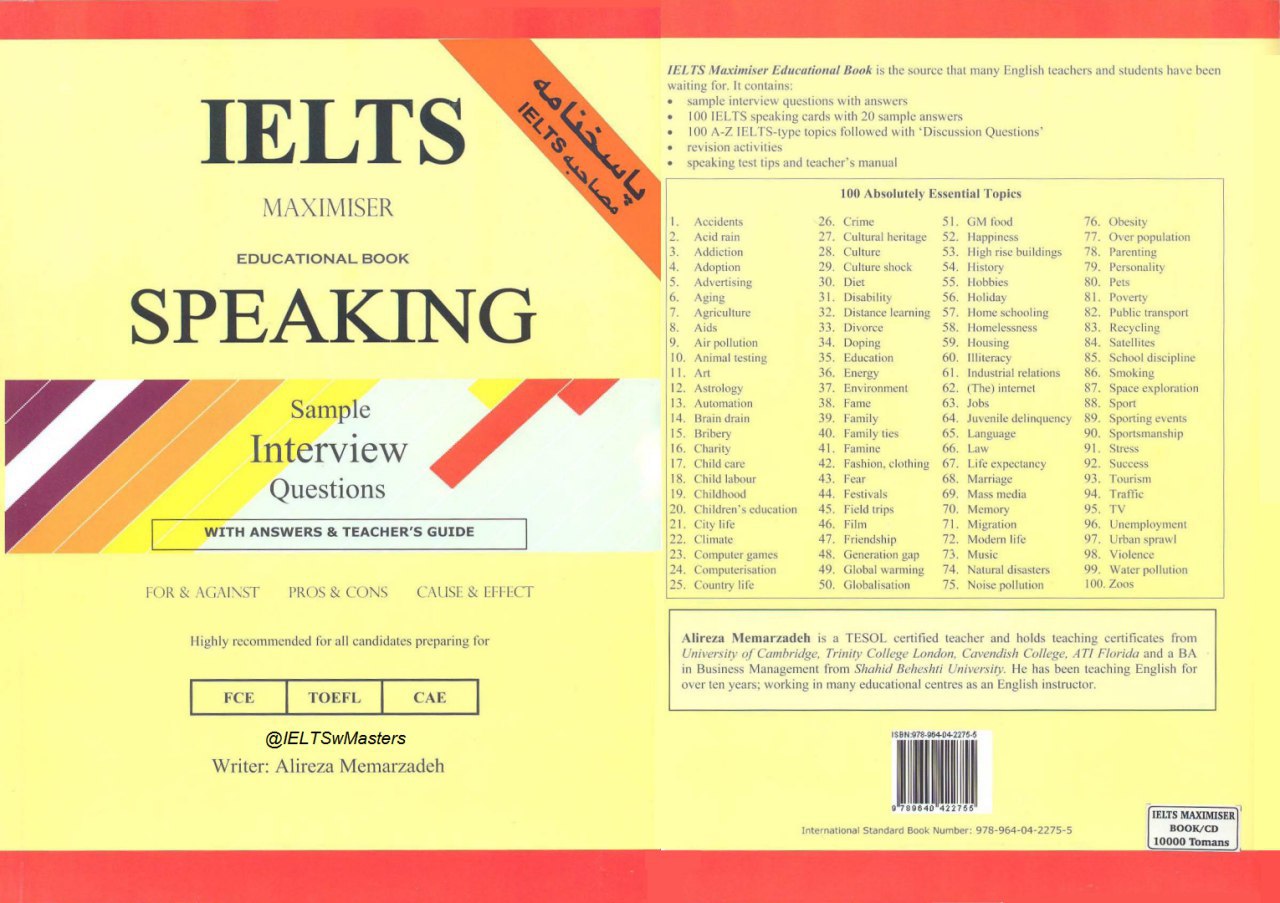 IELTS
MAXIMISER
EDUCATIONAL BOOK
SPEAKING
پاسخنامه
مصاحبه IELTS
Sample
Interview
Questions
WITH ANSWERS & TEACHER'S GUIDE
FOR & AGAINST PROS & CONS CAUSE & EFFECT
Highly recommended for all candidates preparing for
FCE TOEFL CAE
@IELTSwMasters
Writer: Alireza Memarzadeh
IELTS Maximiser Educational Book is the source that many English teachers and students have been
waiting for. It contains:
• sample interview questions with answers
• 100 IELTS speaking cards with 20 sample answers
• 100 A-Z IELTS-type topics followed with 'Discussion Questions'
• revision activities
• speaking test tips and teacher's manual
100 Absolutely Essential Topics
1. Accidents
2. Acid rain
3. Addiction
4. Adoption
5. Advertising
6. Aging
7. Agriculture
8. Aids
9. Air pollution
10. Animal testing
11. Art
12. Astrology
13. Automation
14. Brain drain
15. Bribery
16. Charity
17. Child care
18. Child labour
19. Childhood
20. Children's education
21. City life
22. Climate
23. Computer games
24. Computerisation
25. Country life
26. Crime
27. Cultural heritage
28. Culture
29. Culture shock
30. Diet
31. Disability
32. Distance learning
33. Divorce
34. Doping
35. Education
36. Energy
37. Environment
38. Fame
39. Family
40. Family ties
41. Famine
42. Fashion, clothing
43. Fear
44. Festivals
45. Field trips
46. Film
47. Friendship
48. Generation gap
49. Global warming
50. Globalisation
51. GM food
52. Happiness
53. High rise buildings
54. History
55. Hobbies
56. Holiday
57. Home schooling
58. Homelessness
59. Housing
60. Illiteracy
61. Industrial relations
62. (The) internet
63. Jobs
64. Juvenile delinquency
65. Language
66. Law
67. Life expectancy
68. Marriage
69. Mass media
70. Memory
71. Migration
72. Modern life
73. Music
74. Natural disasters
75. Noise pollution
76. Obesity
77. Over population
78. Parenting
79. Personality
80. Pets
81. Poverty
82. Public transport
83. Recycling
84. Satellites
85. School discipline
86. Smoking
87. Space exploration
88. Sport
89. Sporting events
90. Sportsmanship
91. Stress
92. Success
93. Tourism
94. Traffic
95. TV
96. Unemployment
97. Urban sprawl
98. Violence
99. Water pollution
100. Zoos
Alireza Memarzadeh is a TESOL certified teacher and holds teaching certificates from
University of Cambridge, Trinity College London, Cavendish College, ATI Florida and a BA
in Business Management from Shahid Beheshti University. He has been teaching English for
over ten years; working in many educational centres as an English instructor.
ISBN:978-964-04-2275-5
9 789640 422755
International Standard Book Number: 978-964-04-2275-5
IELTS MAXIMISER
BOOK/CD
10000 Tomans